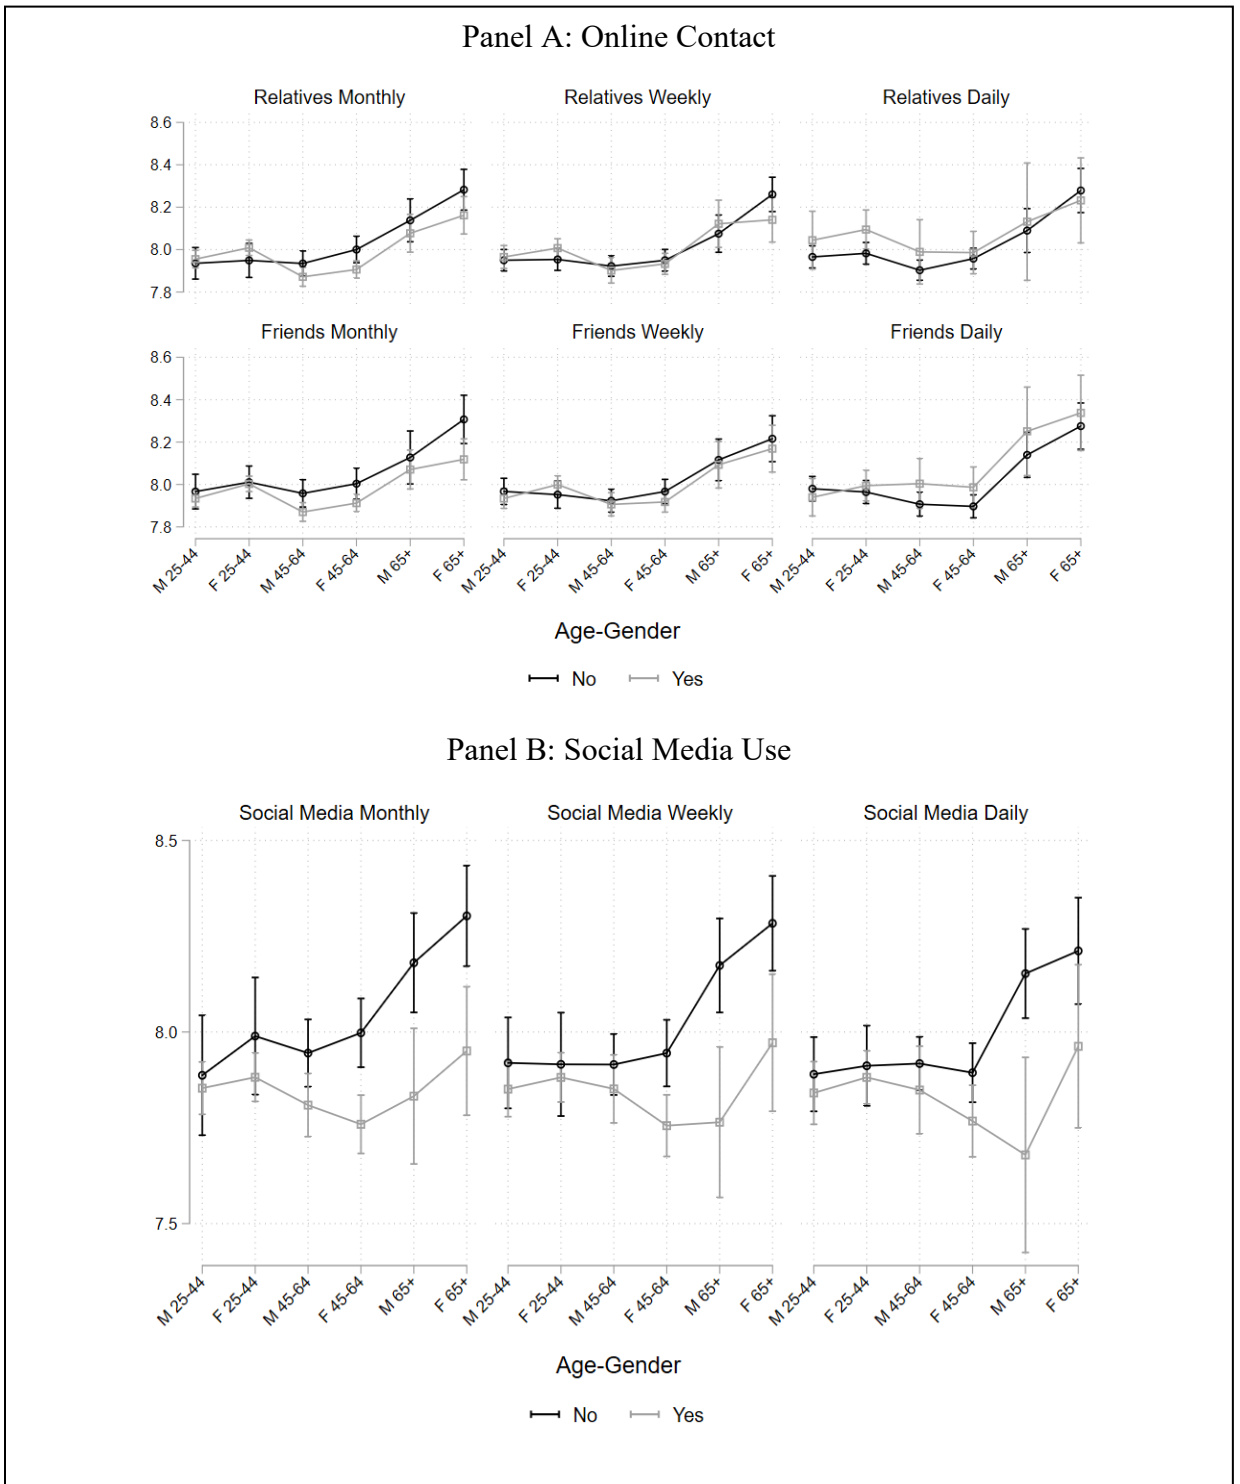 Panel A: Online Contact
Relatives Monthly
Relatives Weekly
Relatives Daily
8.6
8.4
8.2
8.0
7.8
Friends Monthly
Friends Weekly
Friends Daily
8.6
8.4
8.2
8.0
7.8
M 25-44 F 25-44 M 45-64 F 45-64 M 65+ F 65+
M 25-44 F 25-44 M 45-64 F 45-64 M 65+ F 65+
M 25-44 F 25-44 M 45-64 F 45-64 M 65+ F 65+
Age-Gender
No Yes
Panel B: Social Media Use
Social Media Monthly
Social Media Weekly
Social Media Daily
8.5
8.0
7.5
M 25-44 F 25-44 M 45-64 F 45-64 M 65+ F 65+
M 25-44 F 25-44 M 45-64 F 45-64 M 65+ F 65+
M 25-44 F 25-44 M 45-64 F 45-64 M 65+ F 65+
Age-Gender
No Yes